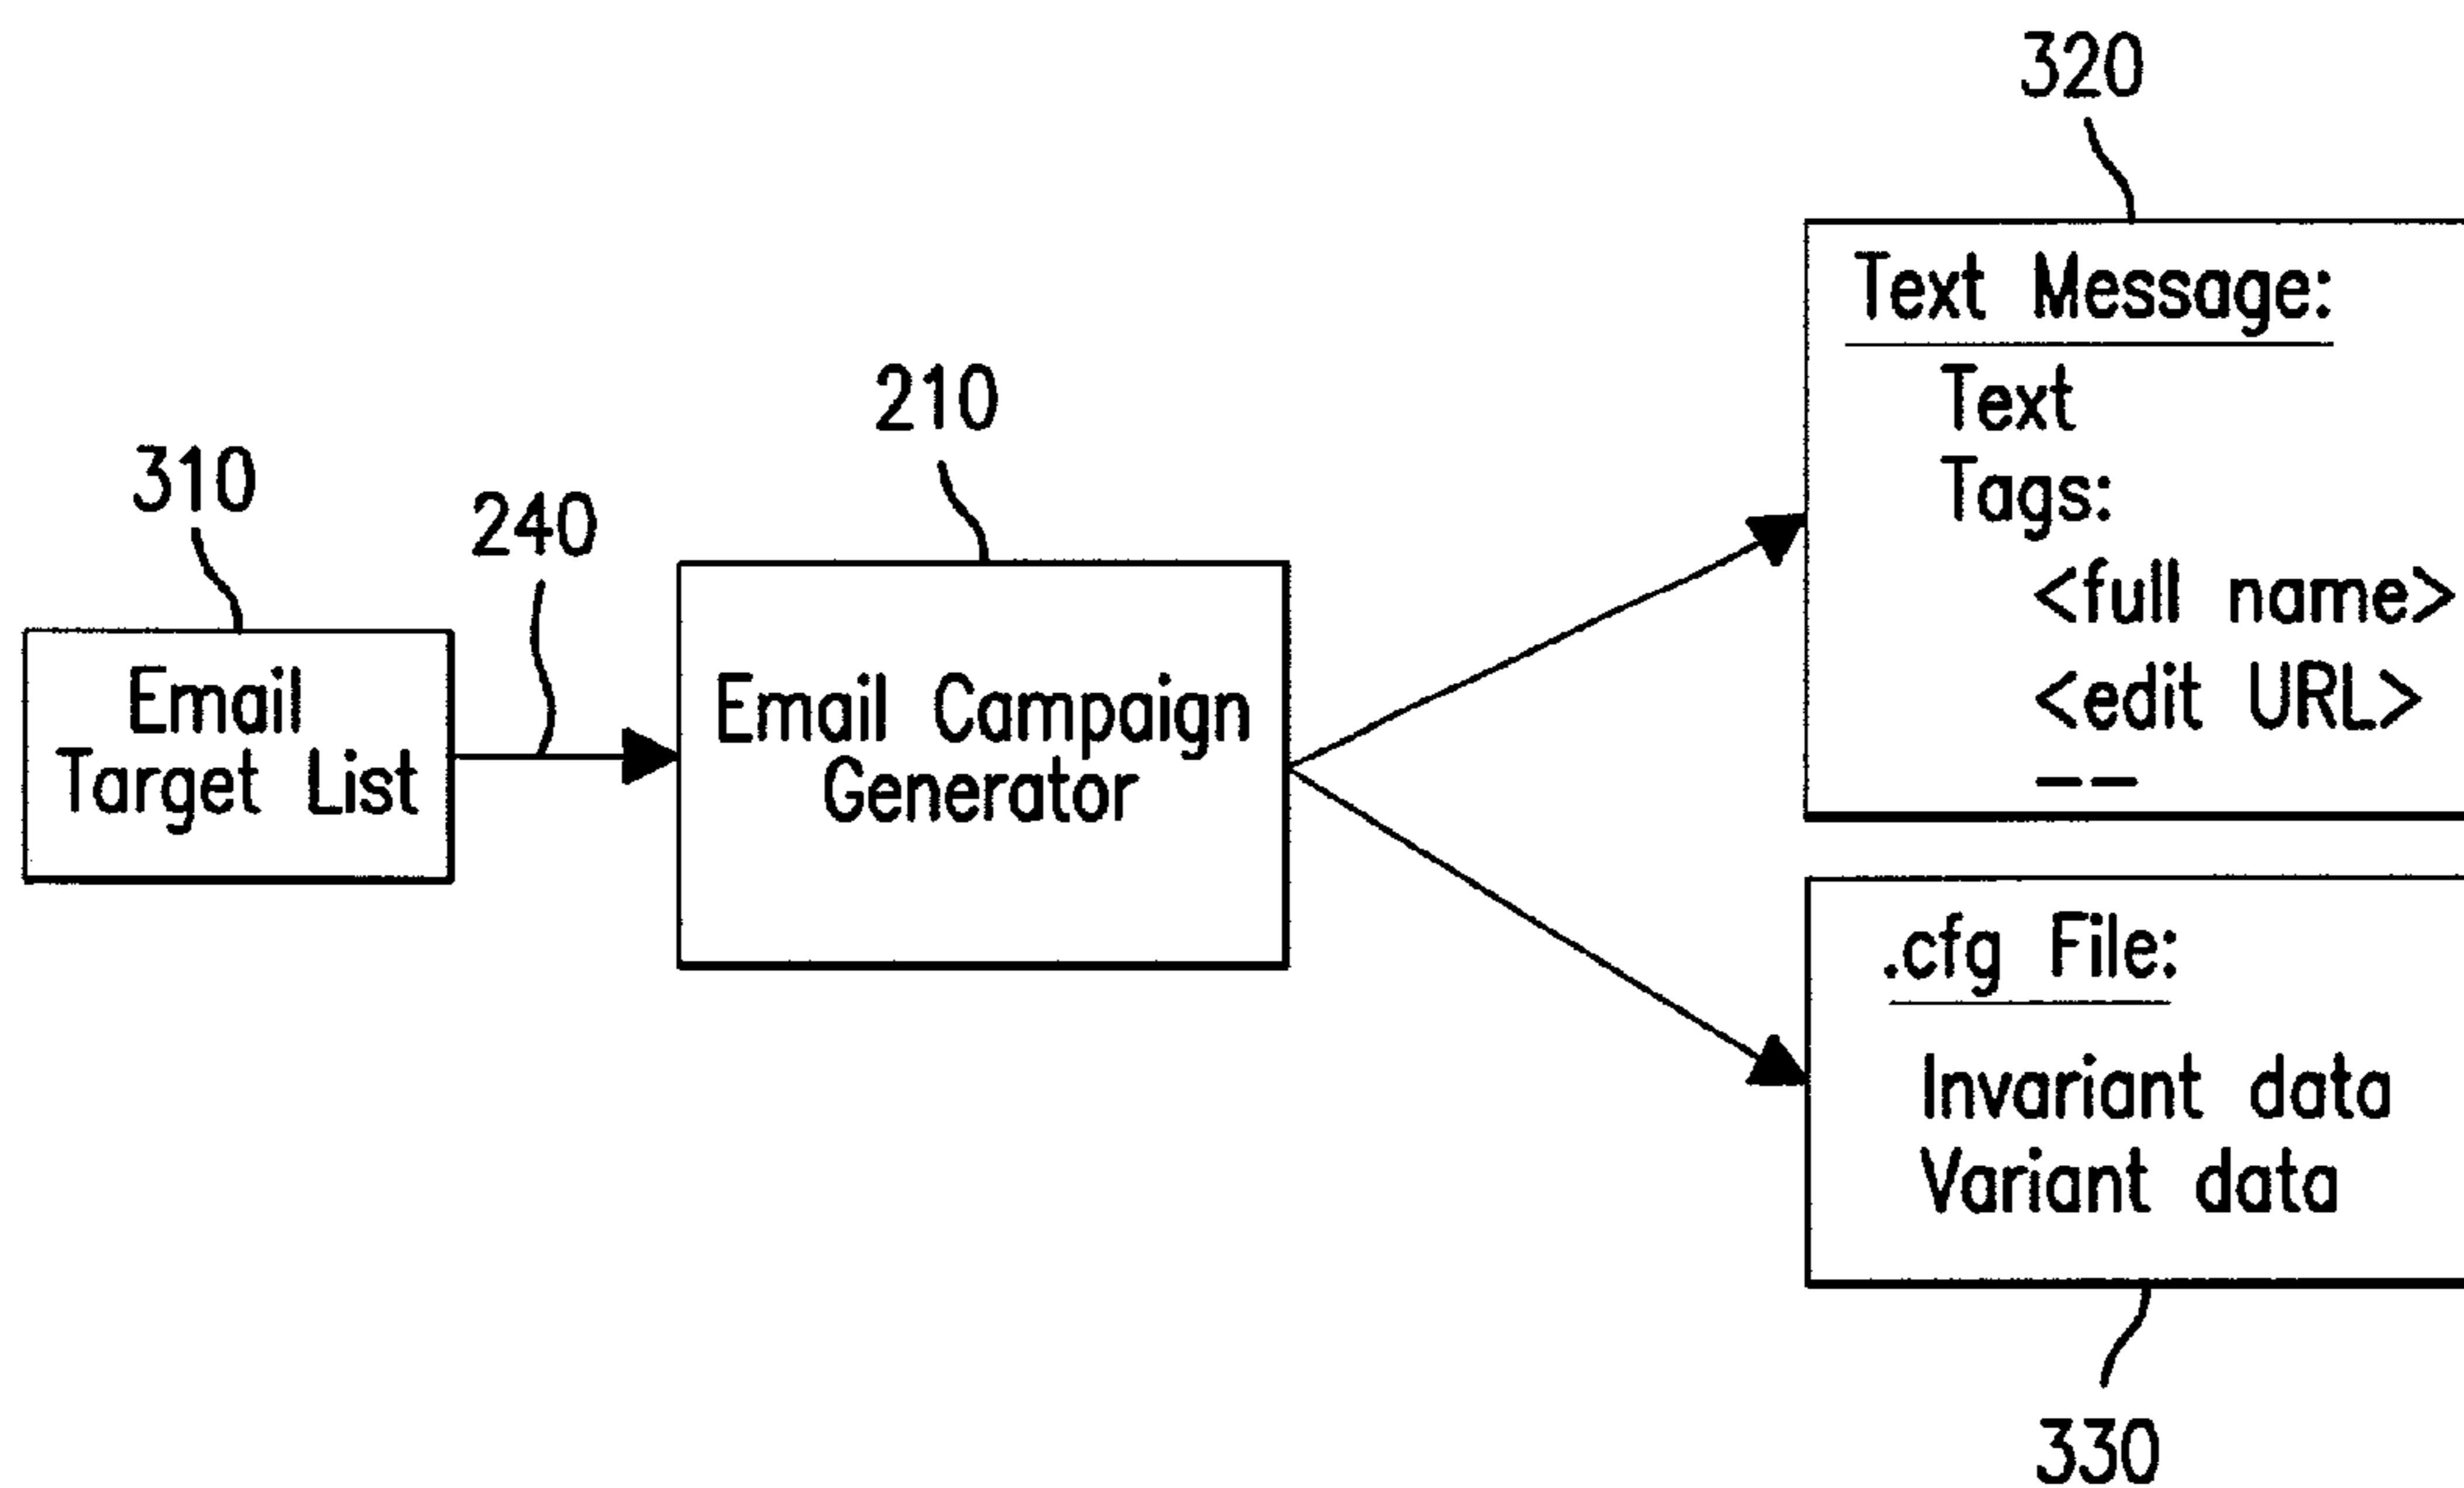 310
Email
Target List
240
210
Email Campaign
Generator
320
Text Message:
Text
Tags:
<full name>
<edit URL>
——
.cfg File:
Invariant data
Variant data
330